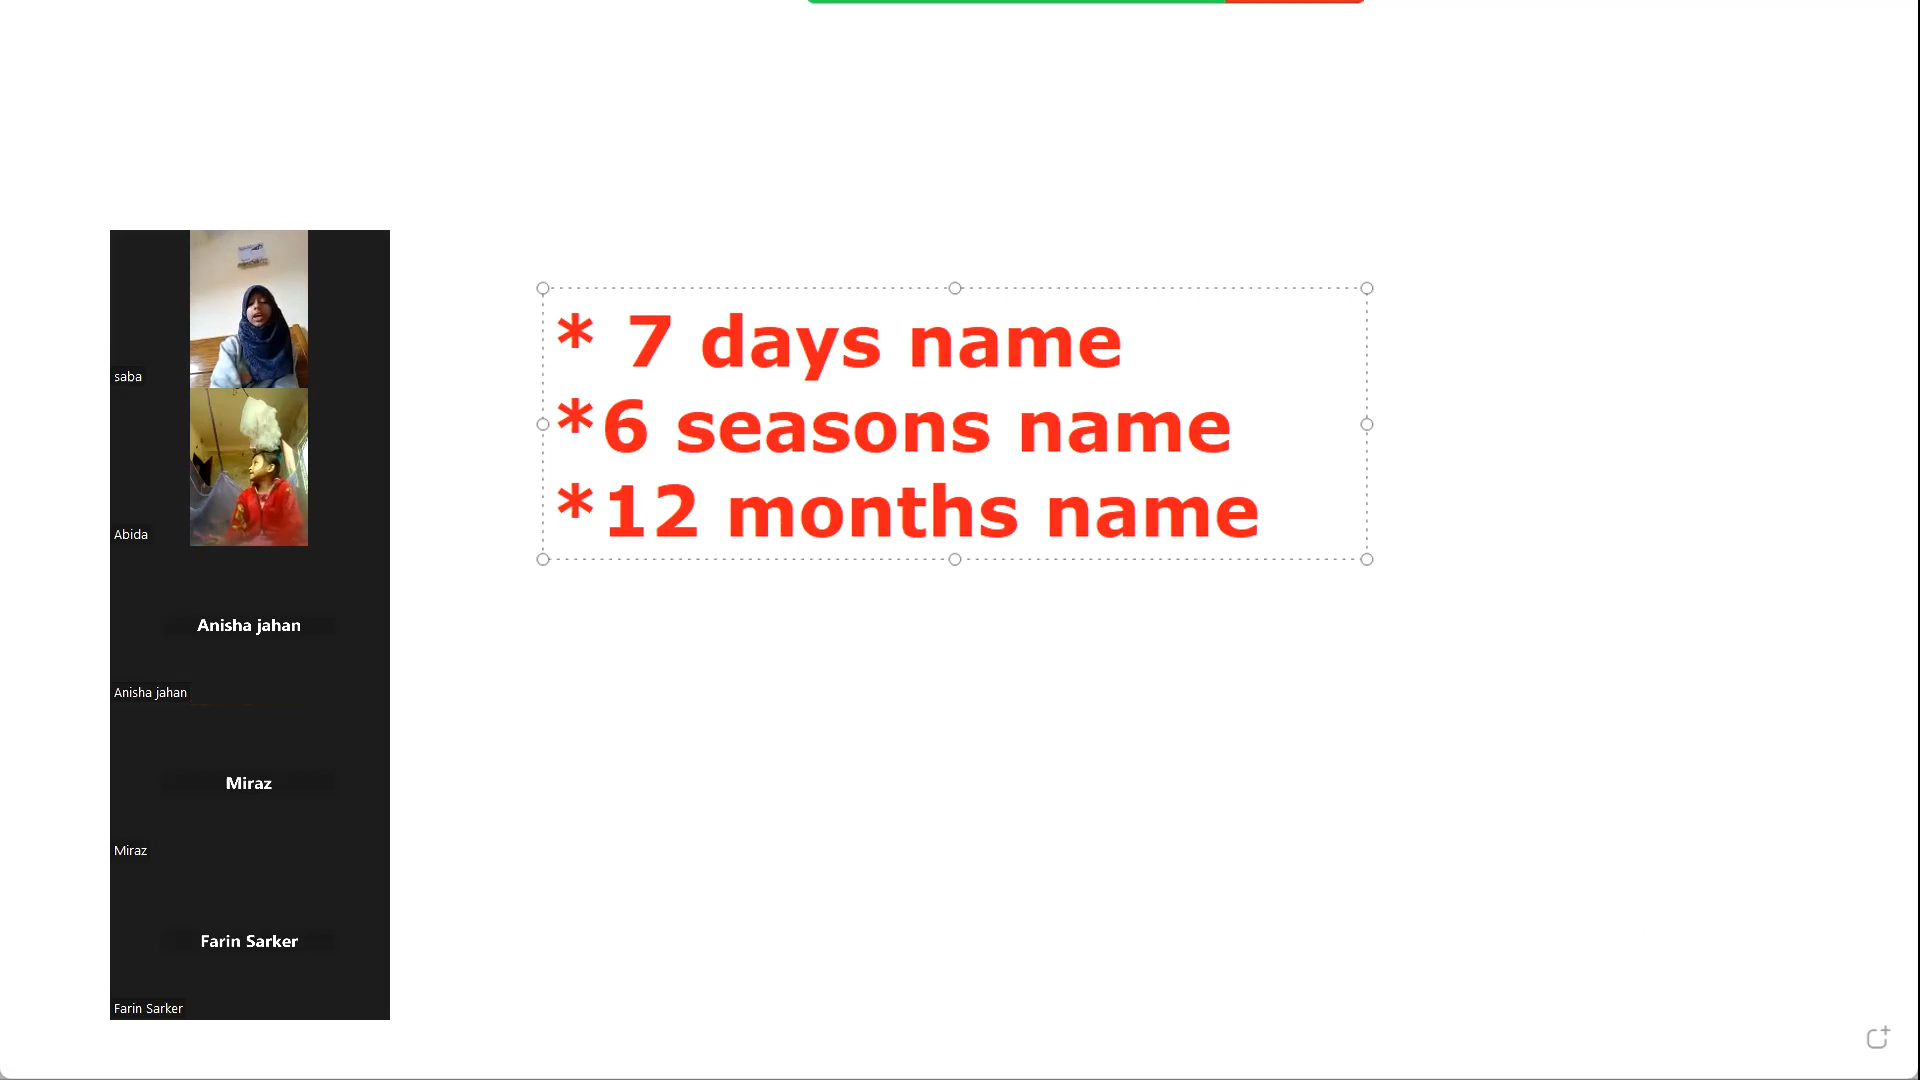 saba
Abida
Anisha jahan
Anisha jahan
Miraz
Miraz
Farin Sarker
Farin Sarker
* 7 days name
*6 seasons name
*12 months name